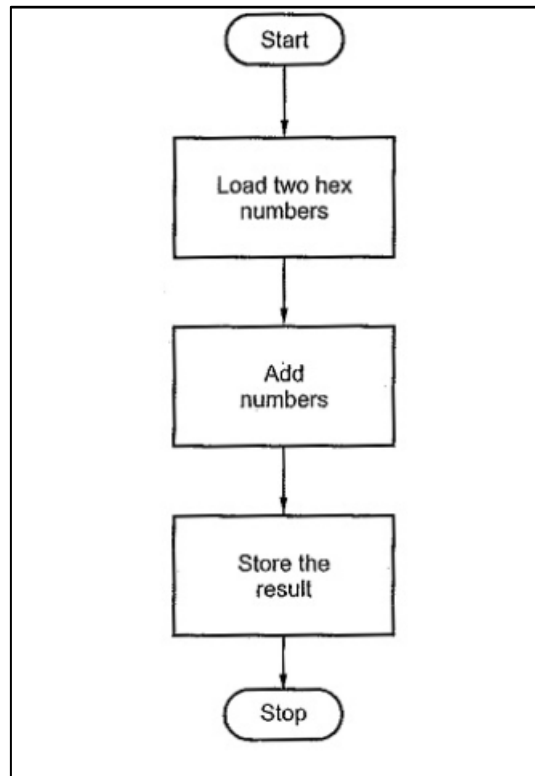 Start
Load two hex
numbers
Add
numbers
Store the
result
Stop